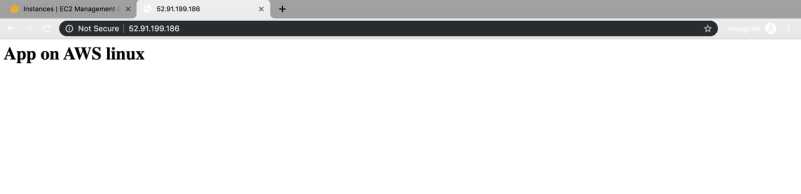 Instances | EC2 Management C
52.91.199.186
Not Secure | 52.91.199.186
Incognito
App on AWS linux